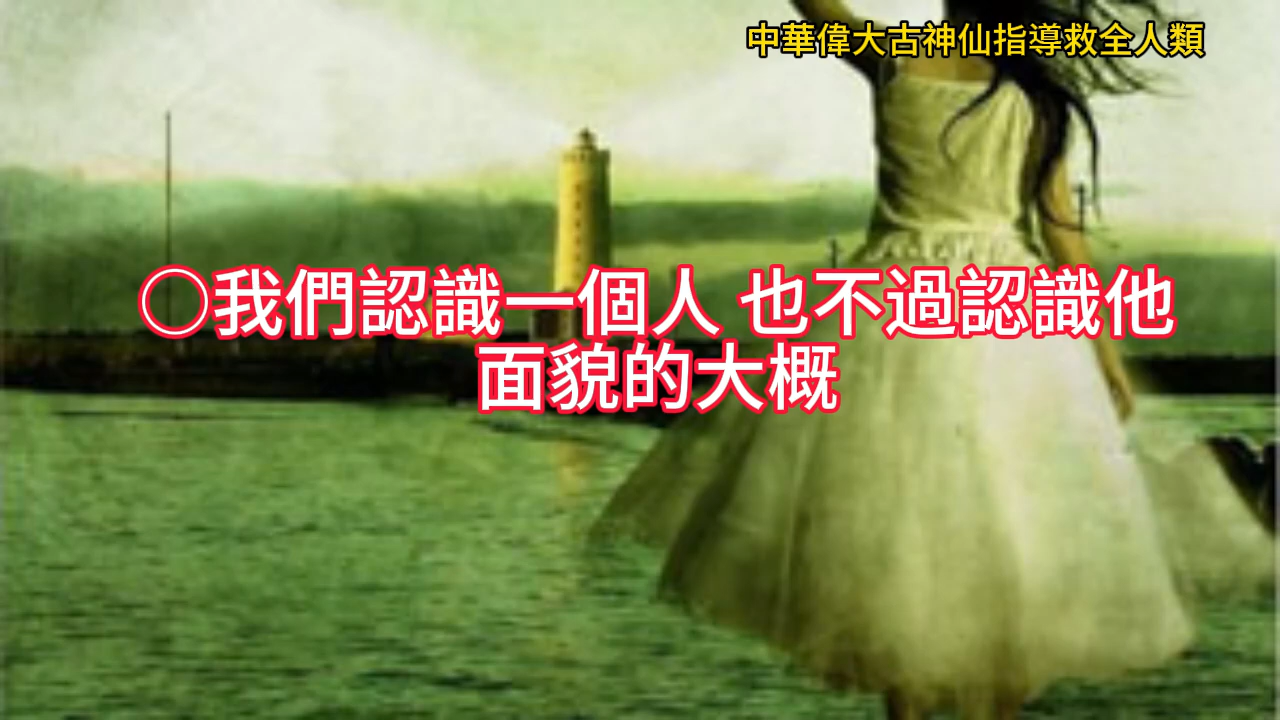 中華偉大古神仙指導救全人類
○我們認識一個人 也不過認識他
面貌的大概